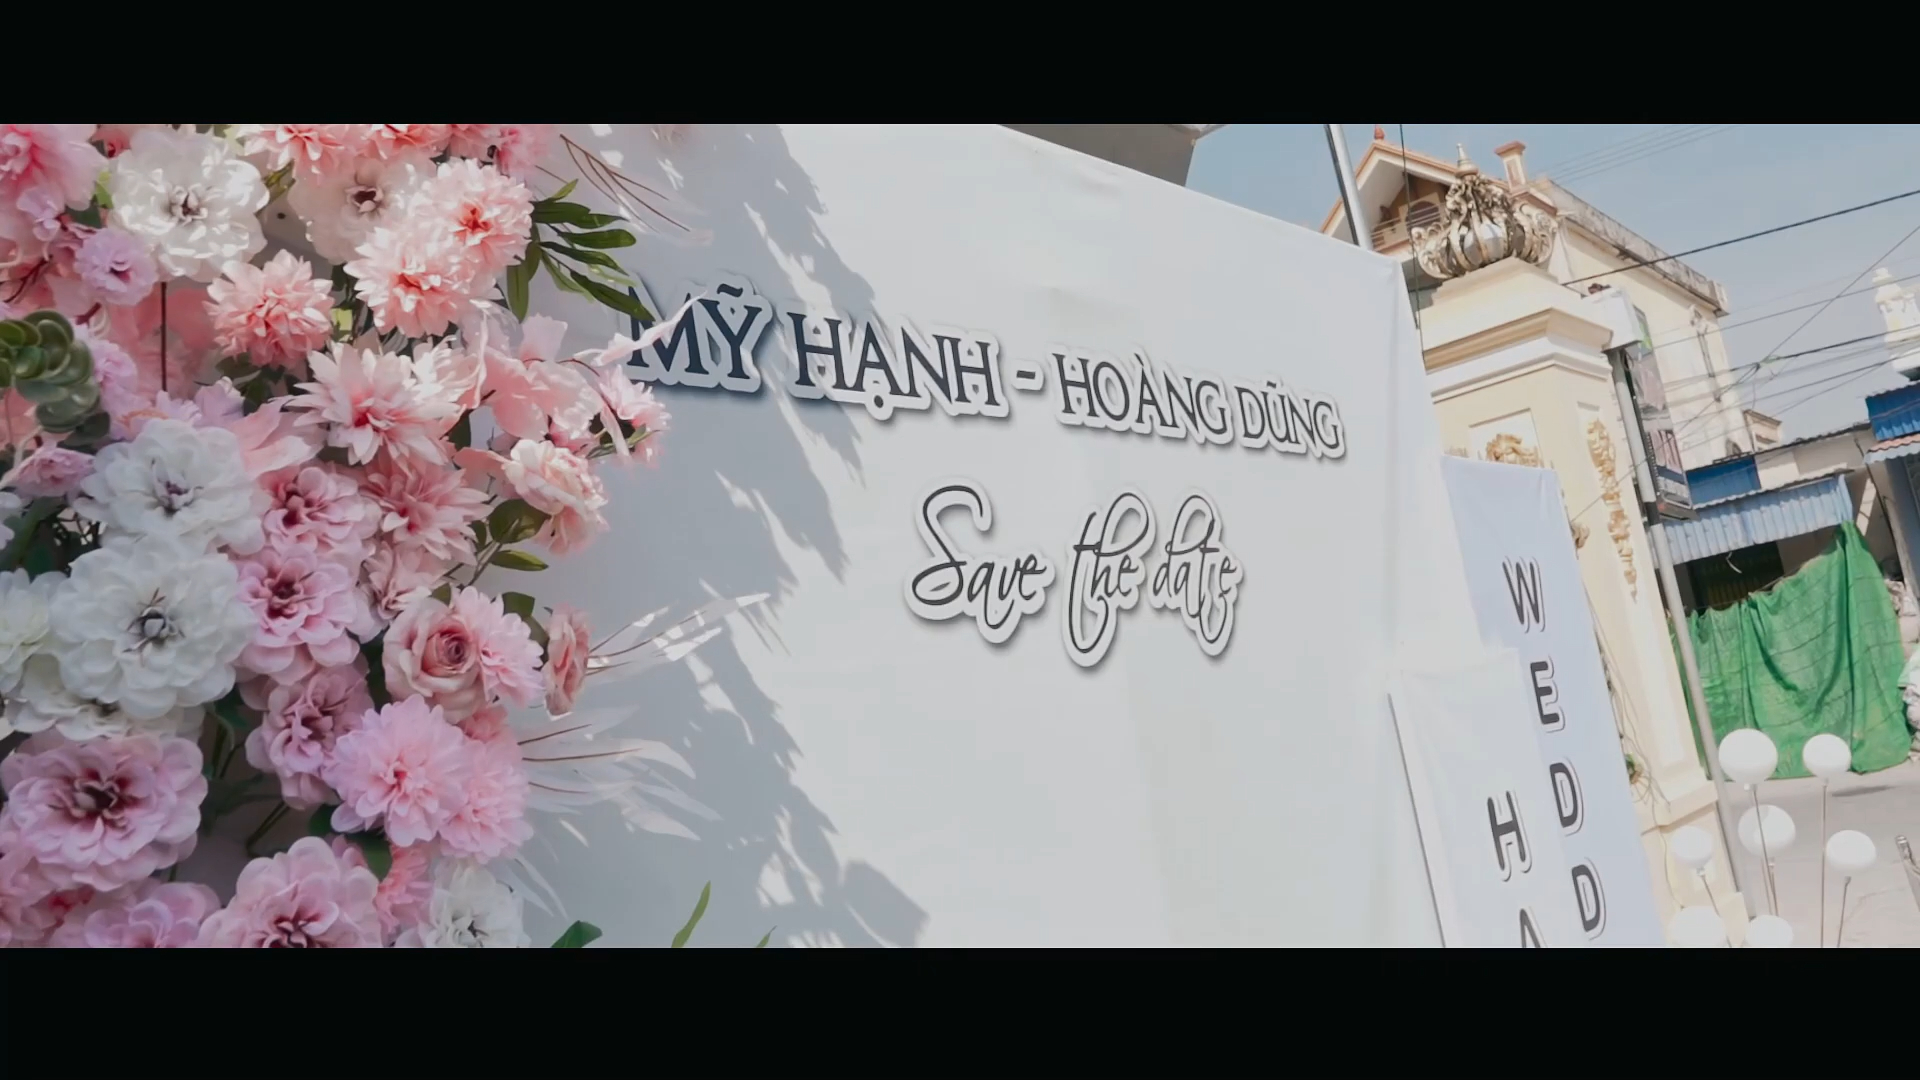 MỸ HẠNH - HOÀNG DŨNG
Save the date
WEDD
HA